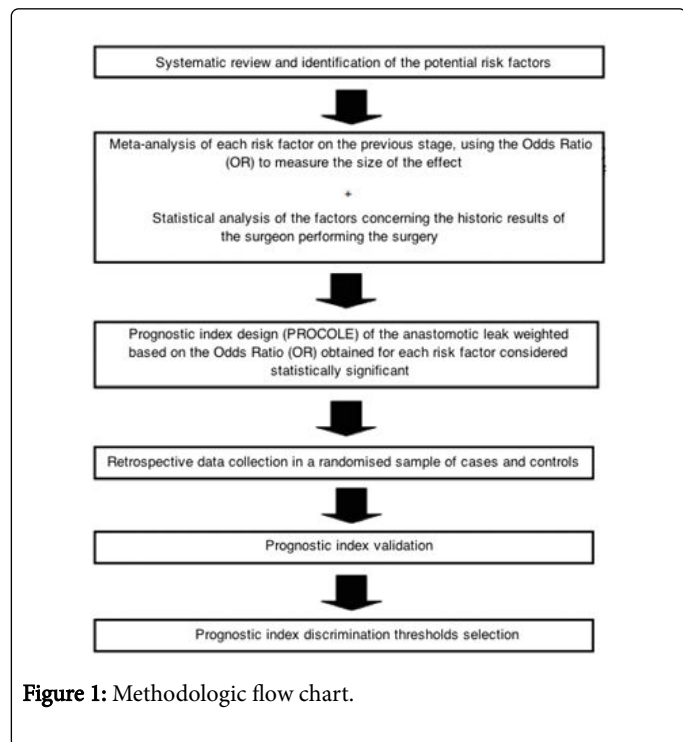 Systematic review and identification of the potential risk factors
Meta-analysis of each risk factor on the previous stage, using the Odds Ratio
(OR) to measure the size of the effect
+
Statistical analysis of the factors concerning the historic results of
the surgeon performing the surgery
Prognostic index design (PROCOLE) of the anastomotic leak weighted
based on the Odds Ratio (OR) obtained for each risk factor considered
statistically significant
Retrospective data collection in a randomised sample of cases and controls
Prognostic index validation
Prognostic index discrimination thresholds selection
Figure 1: Methodologic flow chart.